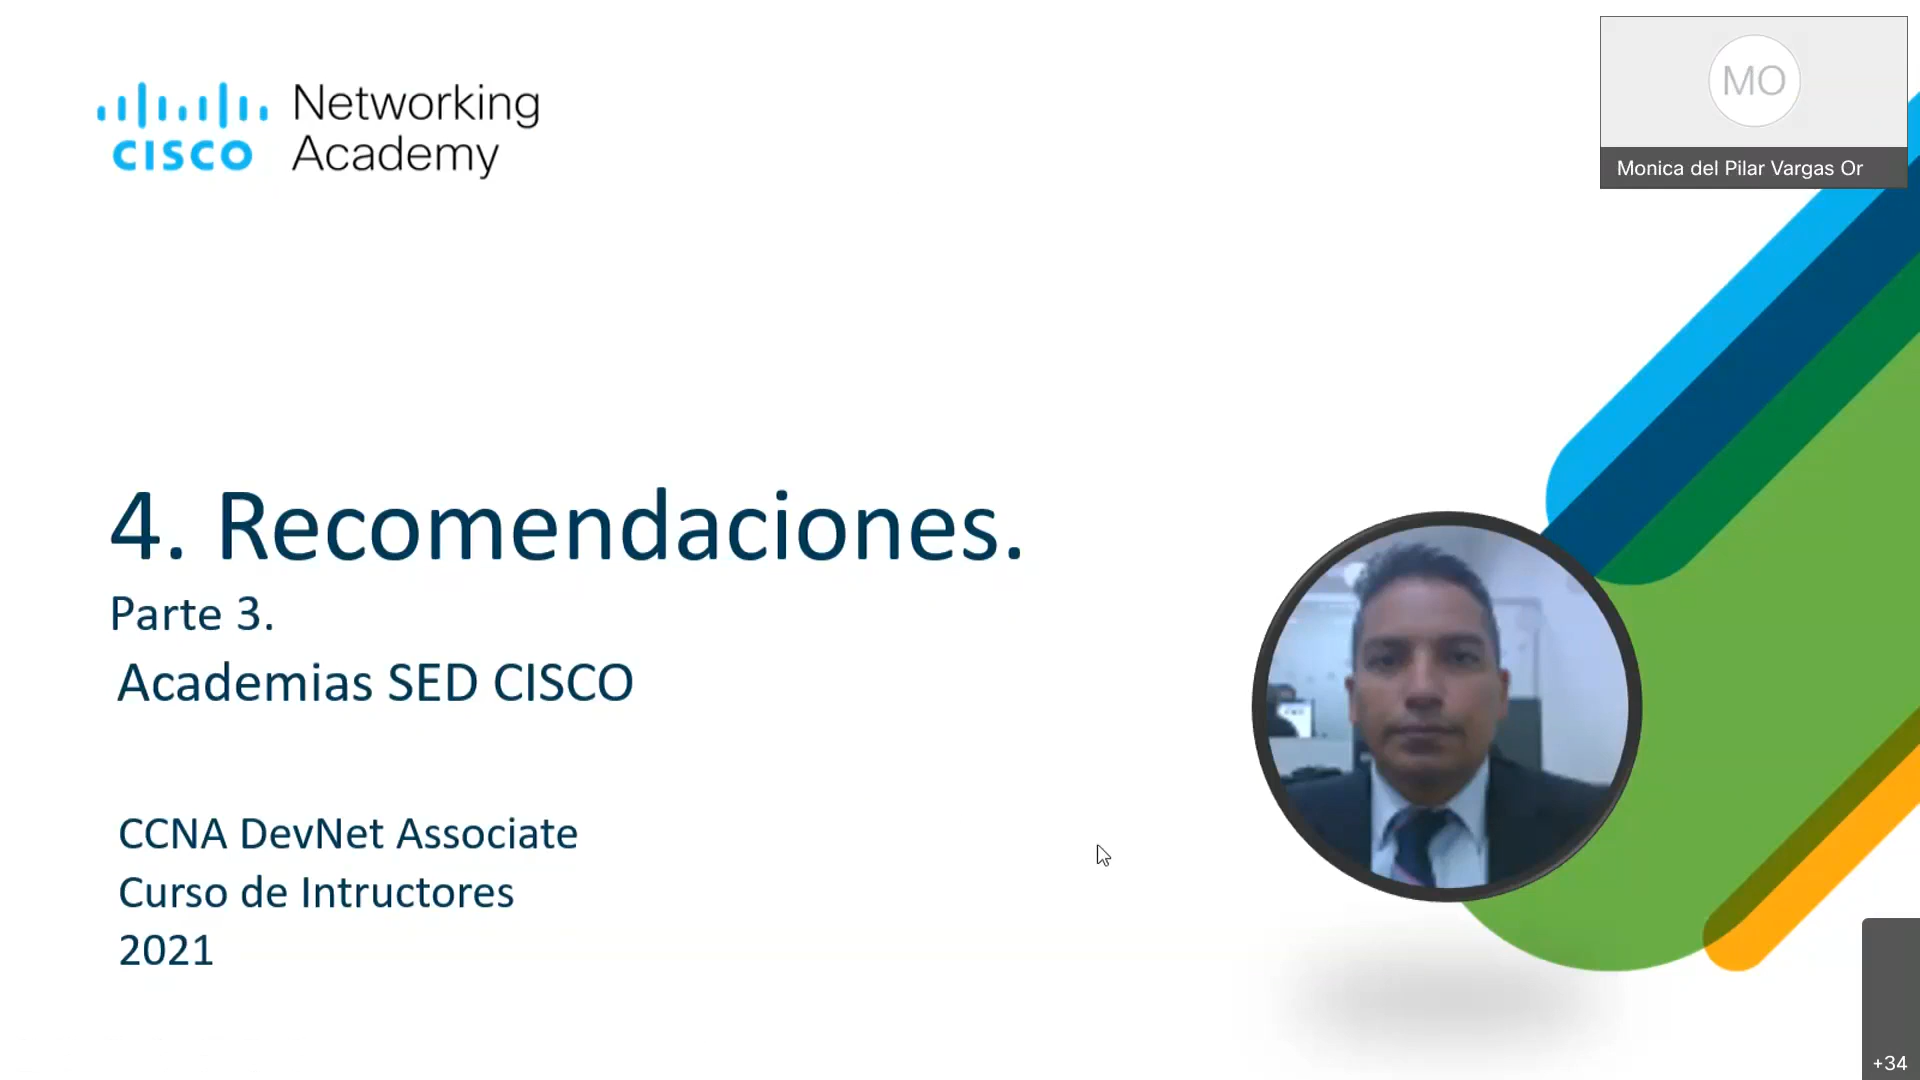 Networking
Academy
CISCO
MO
Monica del Pilar Vargas Or
4. Recomendaciones.
Parte 3.
Academias SED CISCO
CCNA DevNet Associate
Curso de Intructores
2021
+34